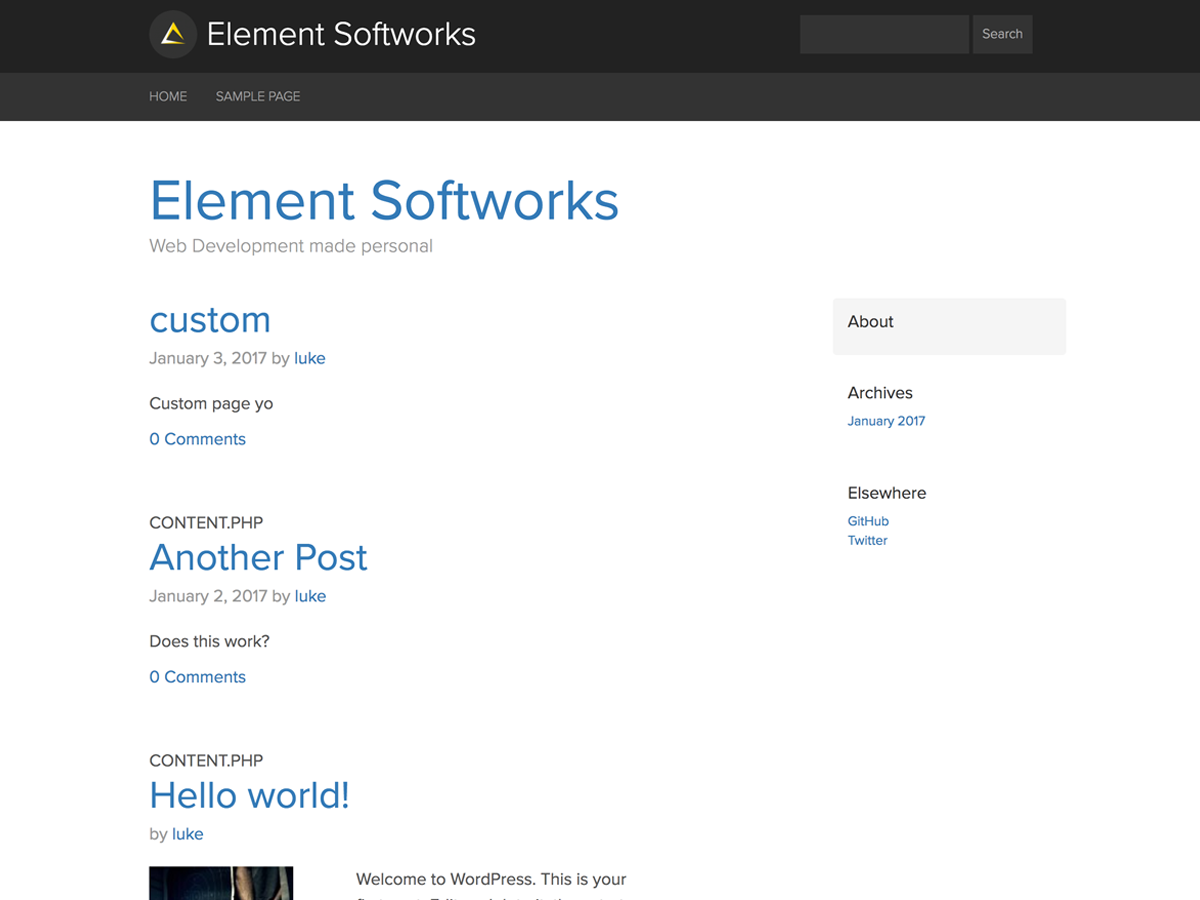 Element Softworks
Search
HOME
SAMPLE PAGE
Element Softworks
Web Development made personal
custom
January 3, 2017 by luke
Custom page yo
0 Comments
CONTENT.PHP
Another Post
January 2, 2017 by luke
Does this work?
0 Comments
CONTENT.PHP
Hello world!
by luke
Welcome to WordPress. This is your
About
Archives
January 2017
Elsewhere
GitHub
Twitter